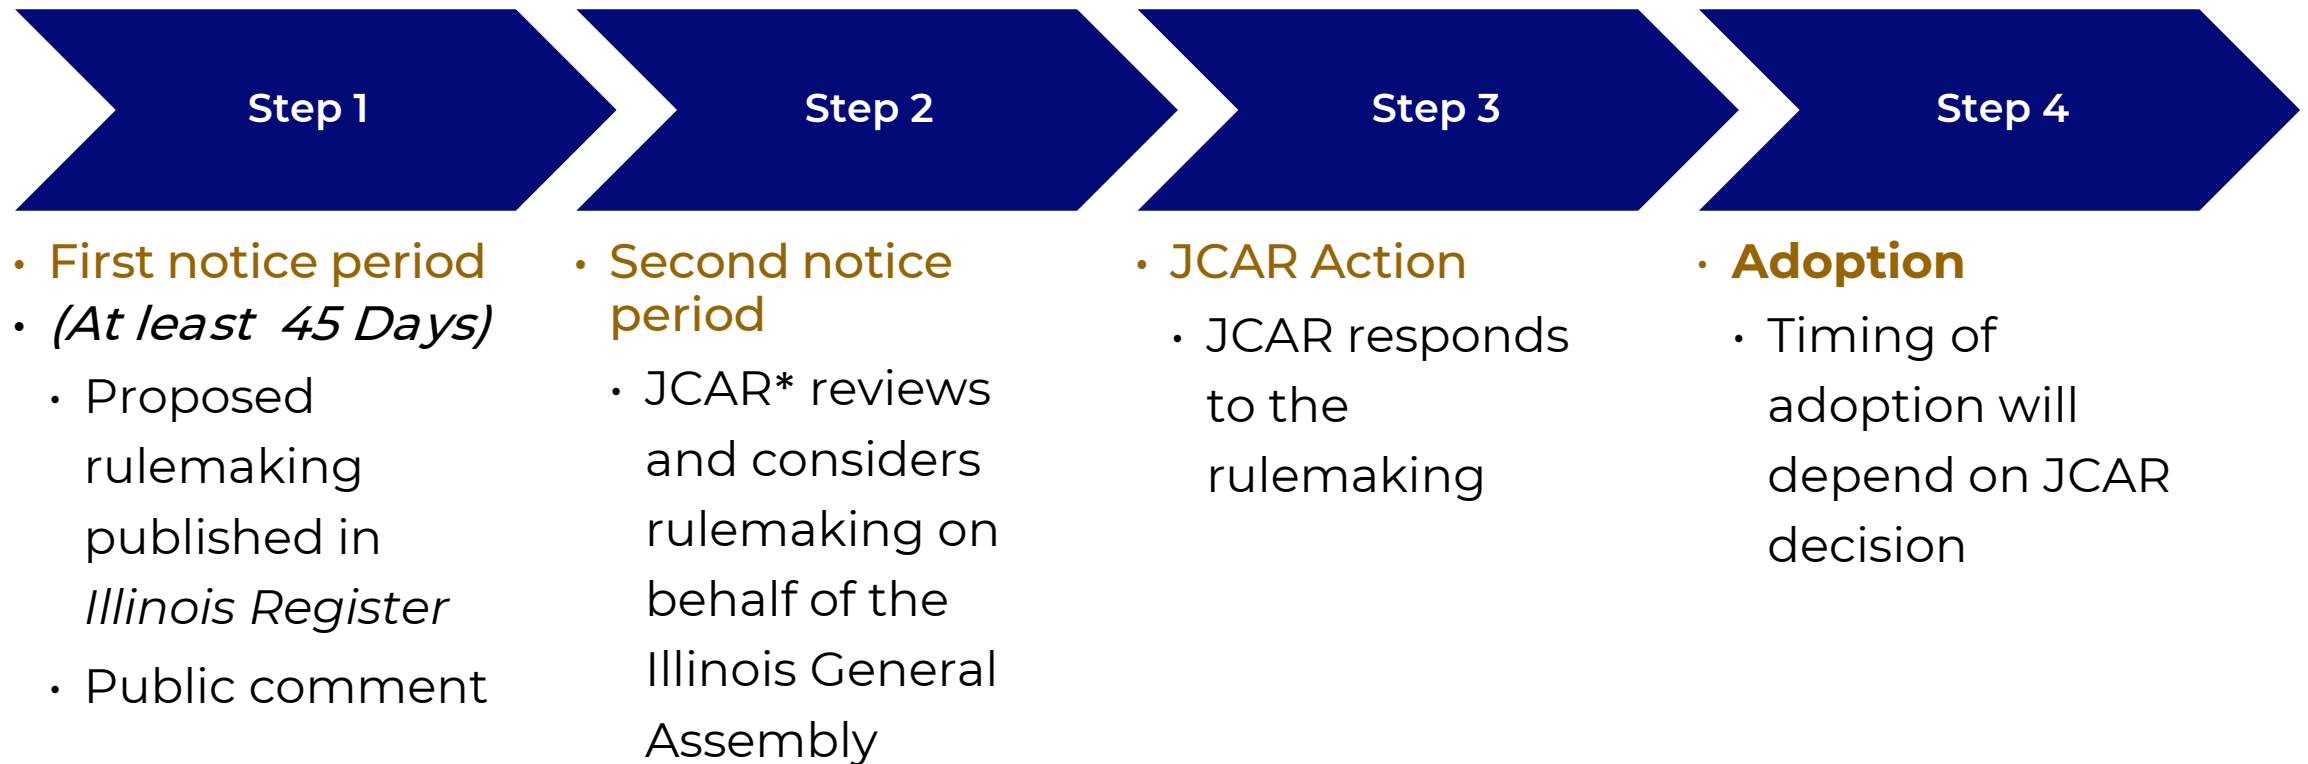 Step 1
Step 2
Step 3
Step 4
• First notice period
• (At least 45 Days)
• Proposed
rulemaking
published in
Illinois Register
• Public comment
• Second notice
period
• JCAR* reviews
and considers
rulemaking on
behalf of the
Illinois General
Assembly
• JCAR Action
• JCAR responds
to the
rulemaking
• Adoption
• Timing of
adoption will
depend on JCAR
decision